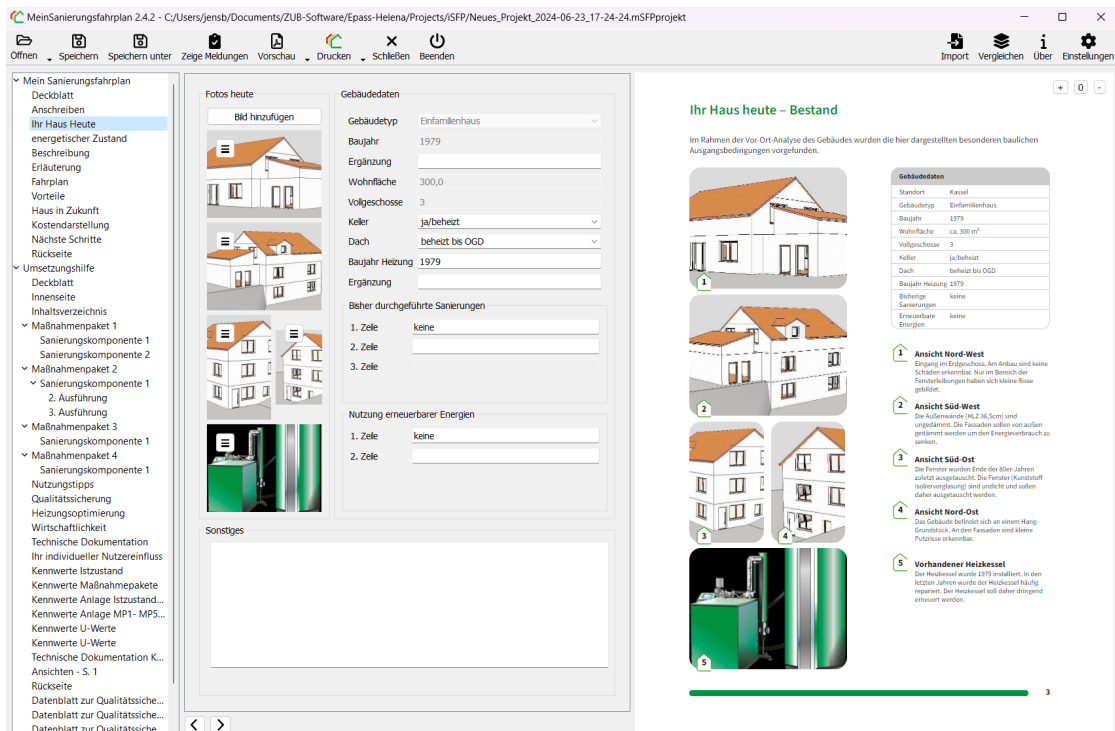 MeinSanierungsfahrplan 2.4.2 - C:/Users/jensb/Documents/ZUB-Software/Epass-Helena/Projects/iSFP/Neues_Projekt_2024-06-23_17-24-24.mSFPprojekt
Öffnen
Speichern
Speichern unter
Zeige Meldungen
Vorschau
Drucken
Schließen
Beenden
Import
Vergleichen
Über
Einstellungen
Mein Sanierungsfahrplan
Deckblatt
Anschreiben
Ihr Haus Heute
energetischer Zustand
Beschreibung
Erläuterung
Fahrplan
Vorteile
Haus in Zukunft
Kostendarstellung
Nächste Schritte
Rückseite
Umsetzungshilfe
Deckblatt
Innenseite
Inhaltsverzeichnis
Maßnahmenpaket 1
Sanierungskomponente 1
Sanierungskomponente 2
Maßnahmenpaket 2
Sanierungskomponente 1
2. Ausführung
3. Ausführung
Maßnahmenpaket 3
Sanierungskomponente 1
Maßnahmenpaket 4
Sanierungskomponente 1
Nutzungstipps
Qualitätssicherung
Heizungsoptimierung
Wirtschaftlichkeit
Technische Dokumentation
Ihr individueller Nutzereinfluss
Kennwerte Istzustand
Kennwerte Maßnahmepakete
Kennwerte Anlage Istzustand...
Kennwerte Anlage MP1- MP5...
Kennwerte U-Werte
Kennwerte U-Werte
Technische Dokumentation K...
Ansichten - S. 1
Rückseite
Datenblatt zur Qualitätssiche...
Datenblatt zur Qualitätssiche...
Datenblatt zur Qualitätssiche...
Fotos heute
Bild hinzufügen
Gebäudedaten
Gebäudetyp Einfamilienhaus
Baujahr 1979
Ergänzung
Wohnfläche 300,0
Vollgeschosse 3
Keller ja/beheizt
Dach beheizt bis OGD
Baujahr Heizung 1979
Ergänzung
Bisher durchgeführte Sanierungen
1. Zeile keine
2. Zeile
3. Zeile
Nutzung erneuerbarer Energien
1. Zeile keine
2. Zeile
Sonstiges
+ 0 -
Ihr Haus heute – Bestand
Im Rahmen der Vor-Ort-Analyse des Gebäudes wurden die hier dargestellten besonderen baulichen
Ausgangsbedingungen vorgefunden.
1
2
3
4
5
Gebäudedaten
Standort Kassel
Gebäudetyp Einfamilienhaus
Baujahr 1979
Wohnfläche ca. 300 m²
Vollgeschosse 3
Keller ja/beheizt
Dach beheizt bis OGD
Baujahr Heizung 1979
Bisherige keine
Sanierungen
Erneuerbare keine
Energien
1 Ansicht Nord-West
Eingang im Erdgeschoss. Am Anbau sind keine
Schäden erkennbar. Nur im Bereich der
Fensterleibungen haben sich kleine Risse
gebildet.
2 Ansicht Süd-West
Die Außenwände (HLZ 36,5cm) sind
ungedämmt. Die Fassaden sollen von außen
gedämmt werden um den Energieverbrauch zu
senken.
3 Ansicht Süd-Ost
Die Fenster wurden Ende der 80er-Jahren
zuletzt ausgetauscht. Die Fenster (Kunststoff
Isolierverglasung) sind undicht und sollen
daher ausgetauscht werden.
4 Ansicht Nord-Ost
Das Gebäude befindet sich an einem Hang-
Grundstück. An den Fassaden sind kleine
Putzrisse erkennbar.
5 Vorhandener Heizkessel
Der Heizkessel wurde 1979 installiert. In den
letzten Jahren wurde der Heizkessel häufig
repariert. Der Heizkessel soll daher dringend
erneuert werden.
3